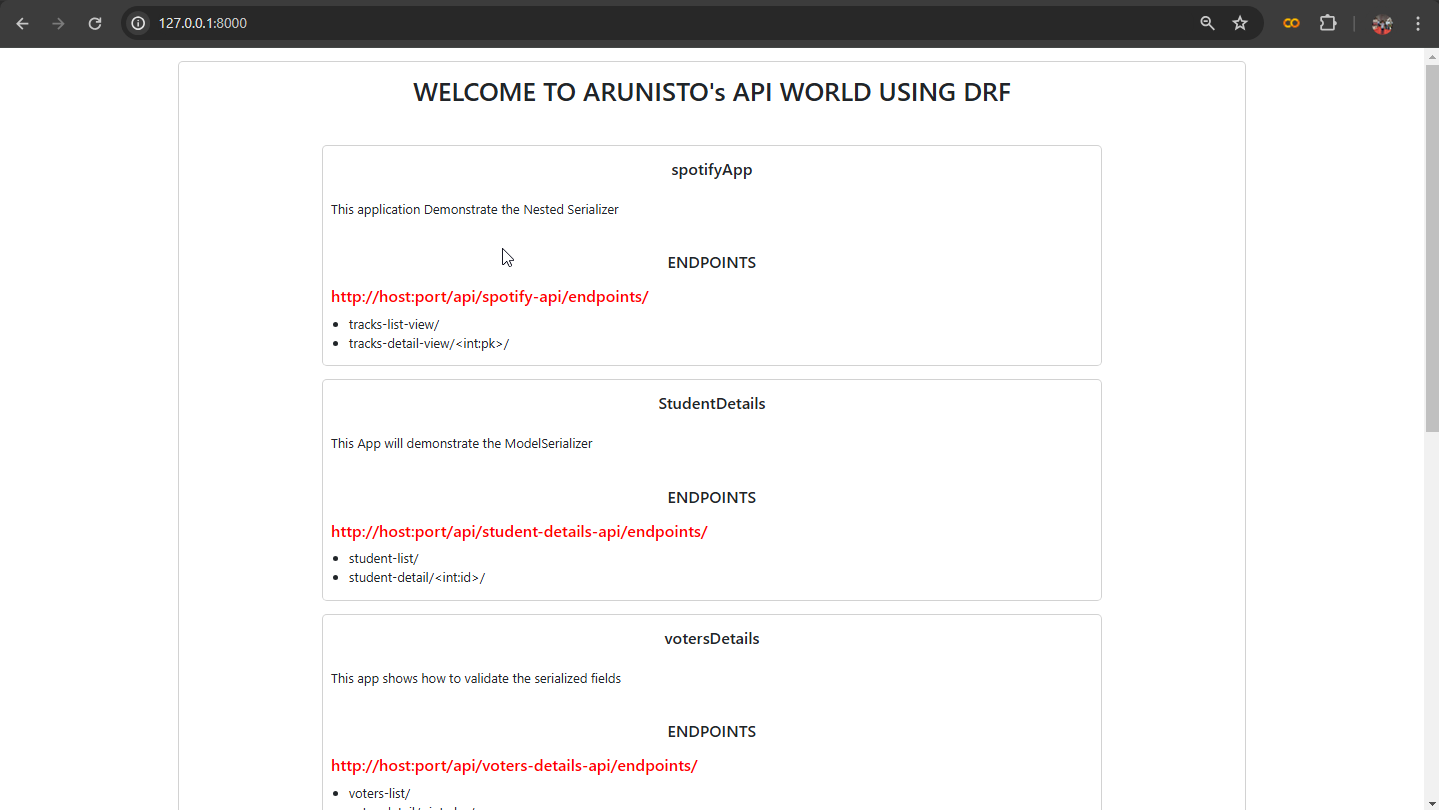 127.0.0.1:8000
WELCOME TO ARUNISTO's API WORLD USING DRF
spotifyApp
This application Demonstrate the Nested Serializer
ENDPOINTS
http://host:port/api/spotify-api/endpoints/
tracks-list-view/
tracks-detail-view/<int:pk>/
StudentDetails
This App will demonstrate the ModelSerializer
ENDPOINTS
http://host:port/api/student-details-api/endpoints/
student-list/
student-detail/<int:id>/
votersDetails
This app shows how to validate the serialized fields
ENDPOINTS
http://host:port/api/voters-details-api/endpoints/
voters-list/